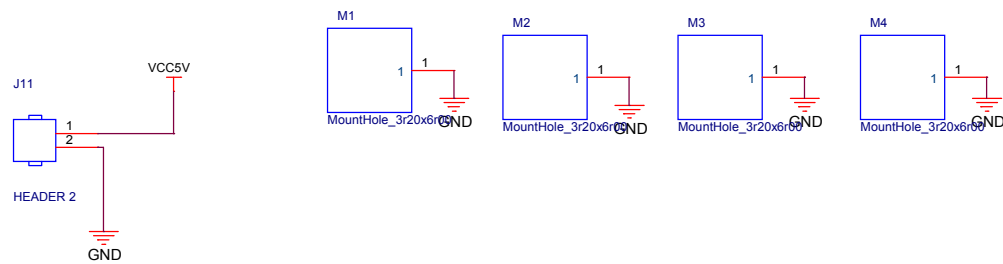 J11
VCC5V
1
2
HEADER 2
GND
M1
1
1
GND
MountHole_3r20x6r00
M2
1
1
GND
MountHole_3r20x6r00
M3
1
1
GND
MountHole_3r20x6r00
M4
1
1
GND
MountHole_3r20x6r00